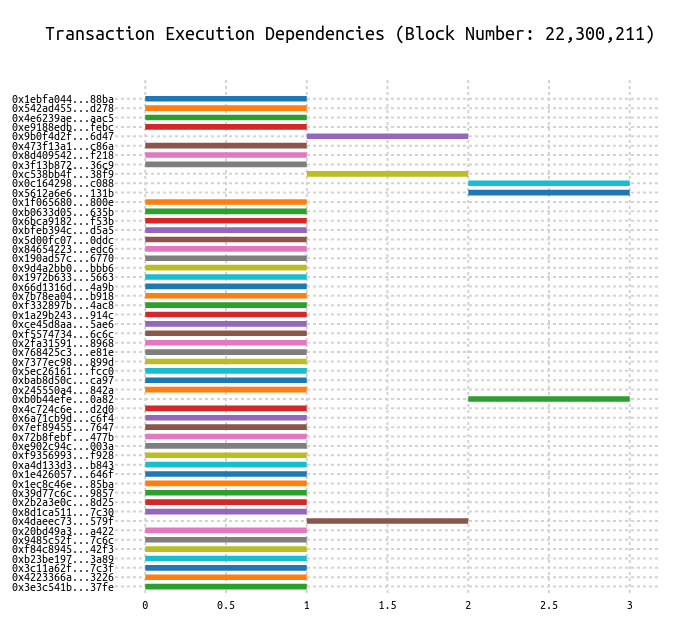 Transaction Execution Dependencies (Block Number: 22,300,211)
0x1ebfa044...88ba
0x542ad455...d278
0x4e6239ae...aac5
0xe9188edb...febc
0x9b0f4d2f...6d47
0x473f13a1...c86a
0x8d409542...f218
0x3f13b872...36c9
0xc538bb4f...38f9
0x0c164298...c088
0x5612a6e6...131b
0x1f065680...800e
0xb0633d05...635b
0x6bca9182...f53b
0xbfeb394c...d5a5
0x5d00fc07...0ddc
0x84654223...edc6
0x190ad57c...6770
0x9d4a2bb0...bbb6
0x1972b633...5663
0x66d1316d...4a9b
0x7b78ea04...b918
0xf332897b...4ac8
0x1a29b243...914c
0xce45d8aa...5ae6
0xf5574734...6c6c
0x2fa31591...8968
0x768425c3...e81e
0x7377ec98...899d
0x5ec26161...fcc0
0xbab8d50c...ca97
0x245550a4...842a
0xb0b44efe...0a82
0x4c724c6e...d2d0
0x6a71cb9d...c6f4
0x7ef89455...7647
0x72b8febf...477b
0xe902c94c...003a
0xf9356993...f928
0xa4d133d3...b843
0x1e426057...646f
0x1ec8c46e...85ba
0x39d77c6c...9857
0x2b2a3e0c...8d25
0x8d1ca511...7c30
0x4daeec73...579f
0x20bd49a3...a422
0x9485c52f...7c6c
0xf84c8945...42f3
0xb23be197...3a89
0x3c11a62f...7c3f
0x4223366a...3226
0x3e3c541b...37fe
0 0.5 1 1.5 2 2.5 3